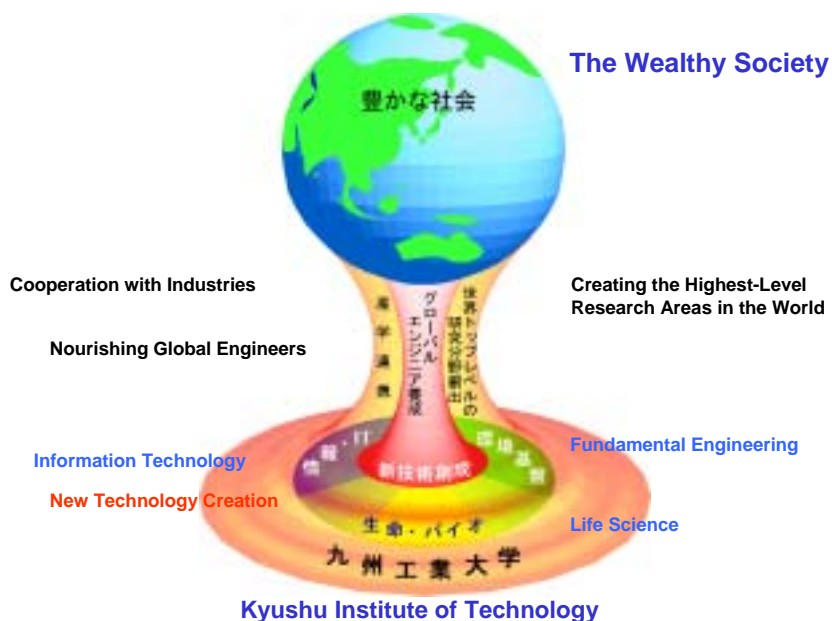 The Wealthy Society
豊かな社会
Cooperation with Industries
Creating the Highest-Level
Research Areas in the World
Nourishing Global Engineers
産学連携
グローバル
エンジニア養成
世界トップレベルの
研究分野創出
Information Technology
情報・IT
環境基盤
Fundamental Engineering
New Technology Creation
新技術創成
生命・バイオ
Life Science
九州工業大学
Kyushu Institute of Technology